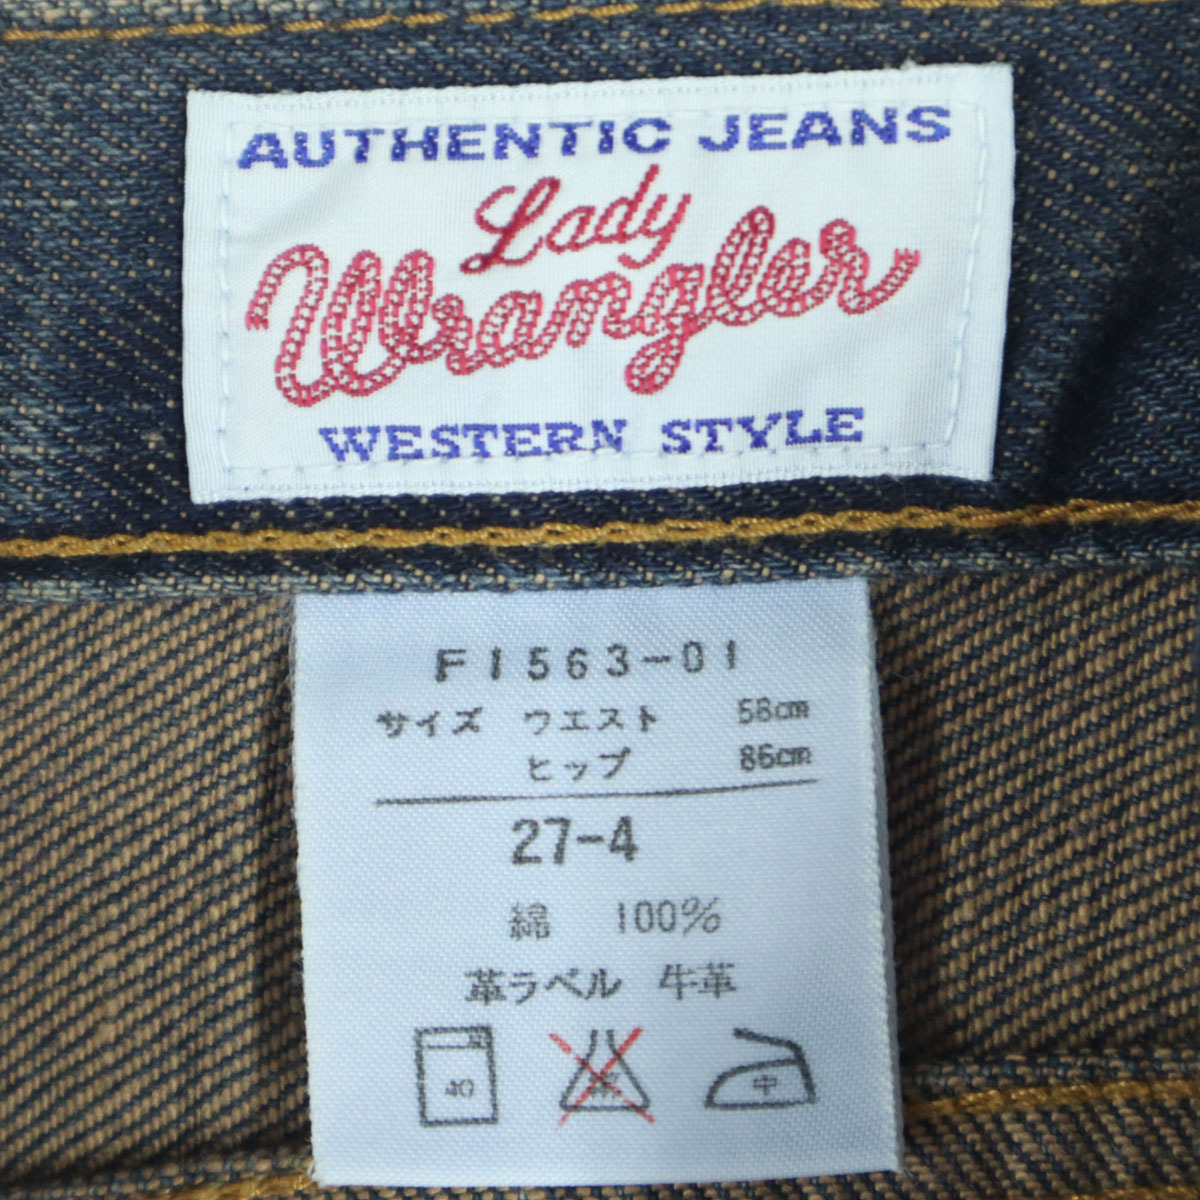 AUTHENTIC JEANS
Lady
Wrangler
WESTERN STYLE
F1563-01
サイズ ウエスト 58cm
ヒップ 86cm
27-4
綿 100%
革ラベル 牛革
40
中